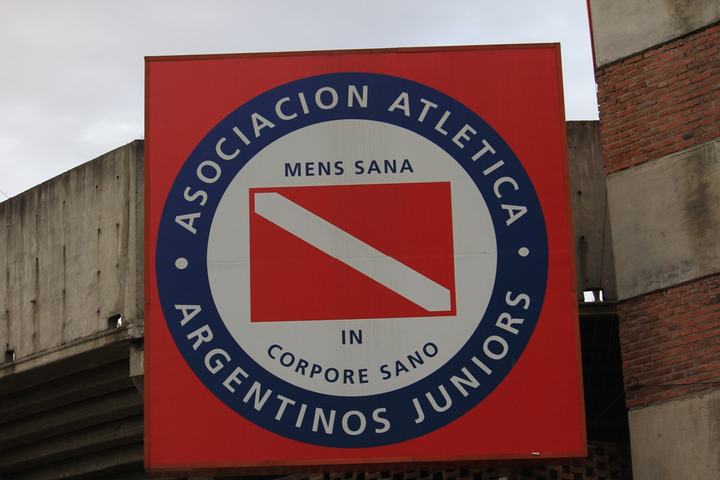 ASOCIACION ATLETICA
MENS SANA
IN
CORPORE SANO
ARGENTINOS JUNIORS